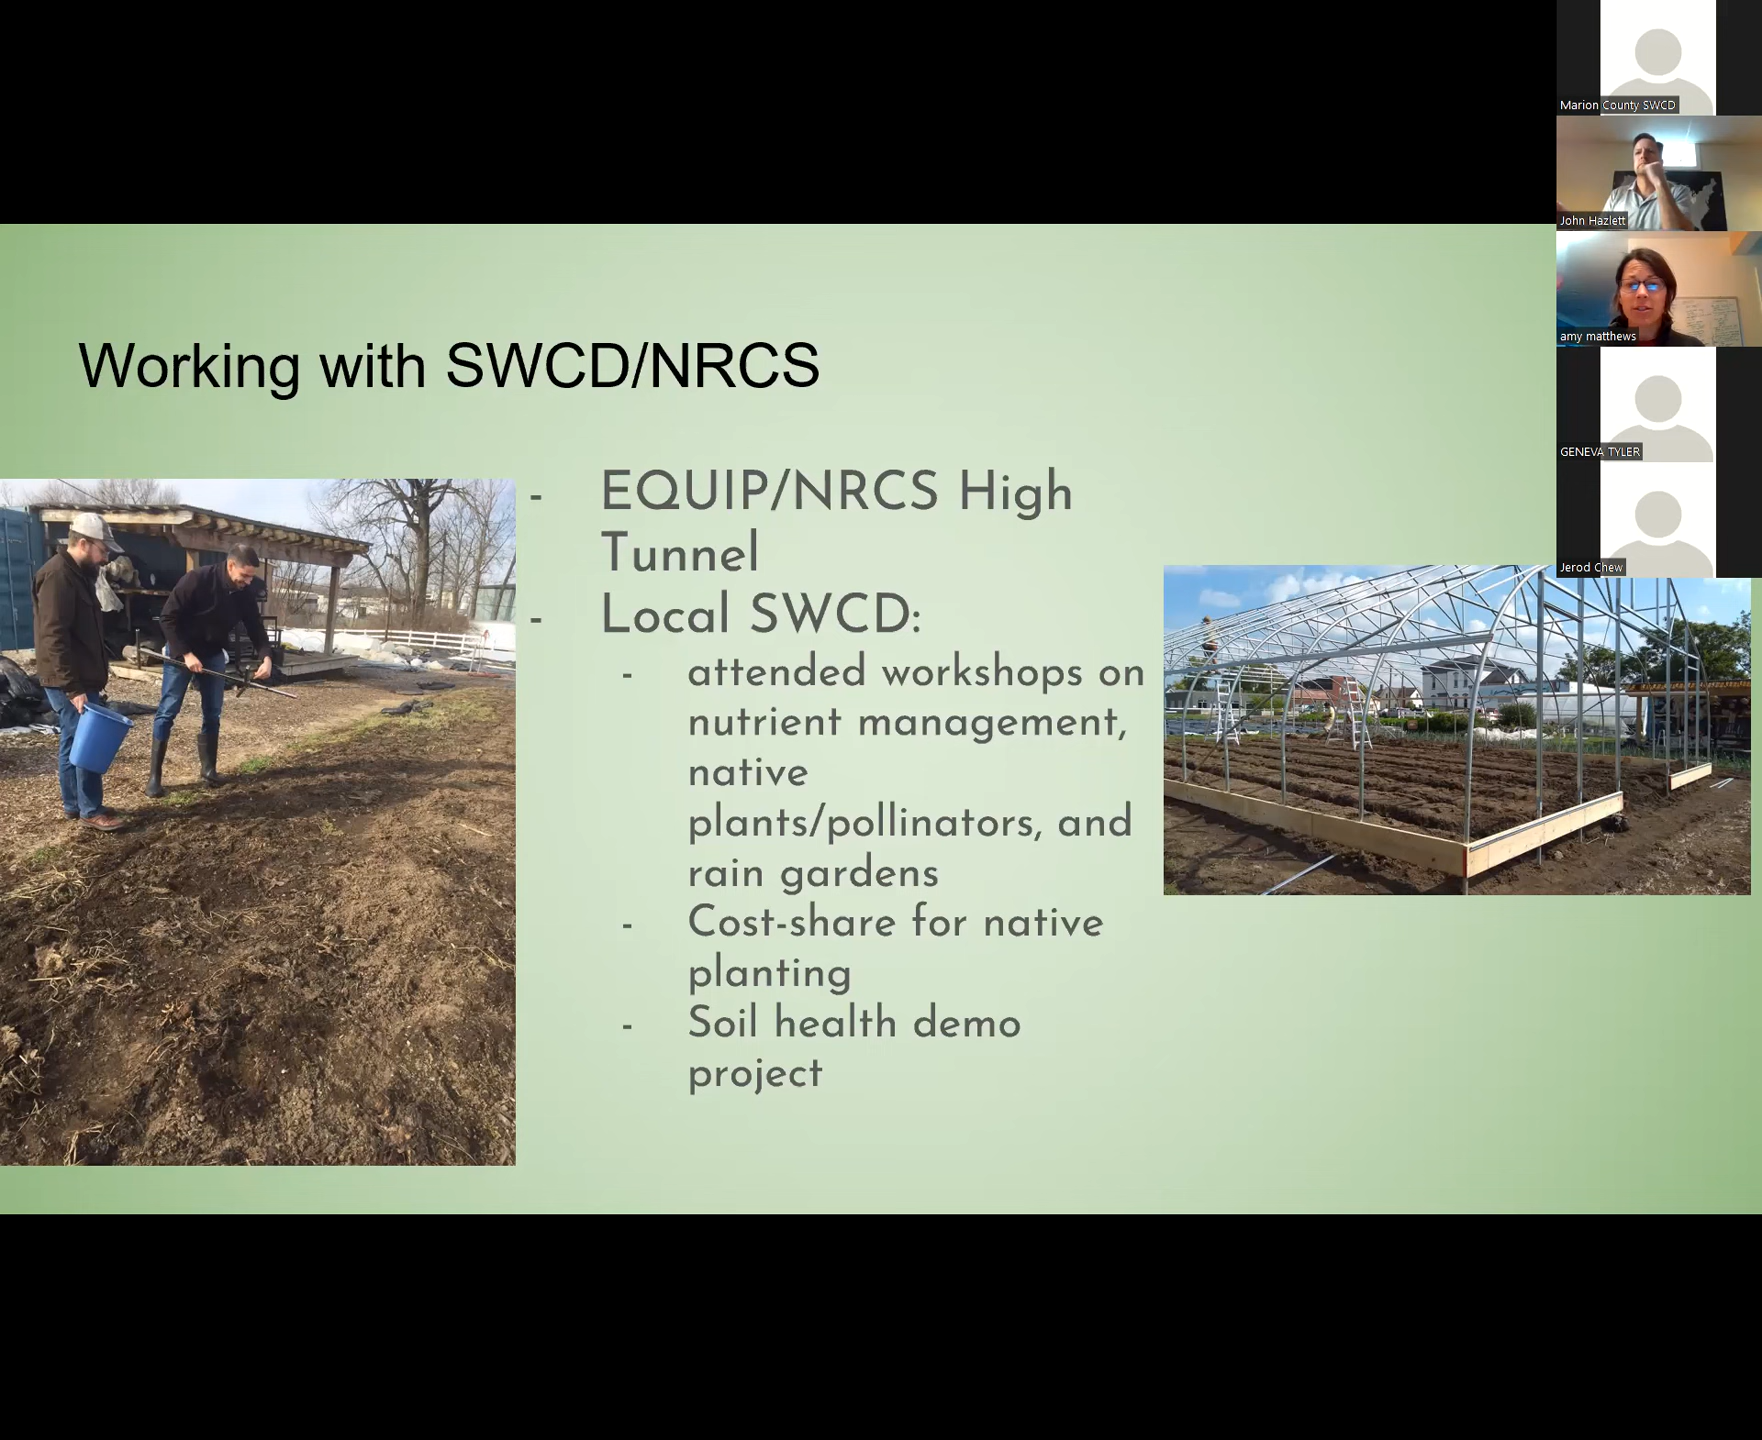 Marion County SWCD
John Hazlett
amy matthews
GENEVA TYLER
Jerod Chew
Working with SWCD/NRCS
- EQUIP/NRCS High
Tunnel
- Local SWCD:
- attended workshops on
nutrient management,
native
plants/pollinators, and
rain gardens
- Cost-share for native
planting
- Soil health demo
project